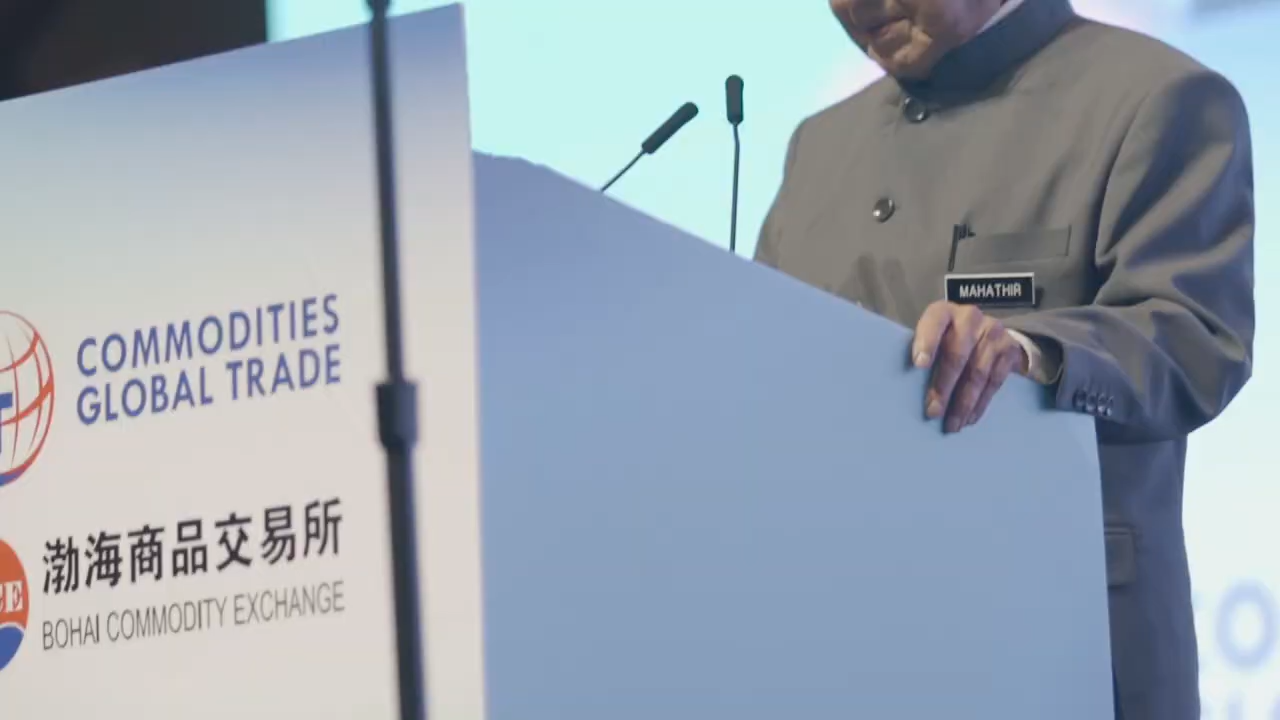 COMMODITIES
GLOBAL TRADE
渤海商品交易所
BOHAI COMMODITY EXCHANGE
MAHATHIR